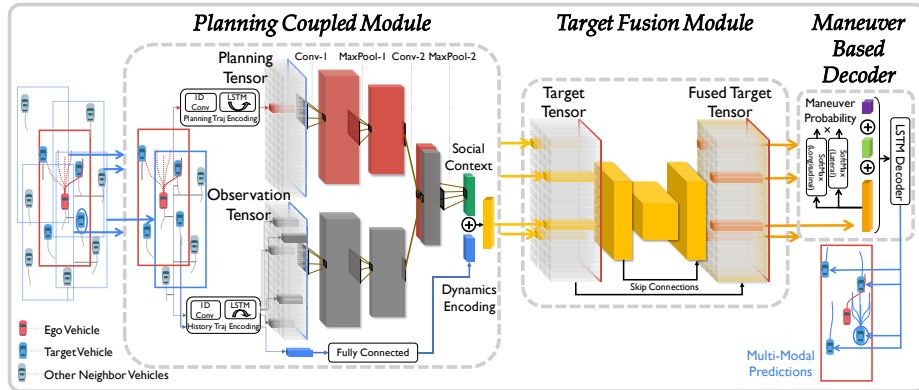 Planning Coupled Module
Target Fusion Module
Maneuver
Based
Decoder
Planning
Tensor
Conv-1
MaxPool-1
Conv-2
MaxPool-2
1D
Conv
LSTM
Planning Traj Encoding
Social
Context
Observation
Tensor
1D
Conv
LSTM
History Traj Encoding
Dynamics
Encoding
Fully Connected
Target
Tensor
Fused Target
Tensor
Skip Connections
Maneuver
Probability
×
SoftMax
(Longitudinal)
SoftMax
(Lateral)
LSTM Decoder
Multi-Modal
Predictions
Ego Vehicle
Target Vehicle
Other Neighbor Vehicles